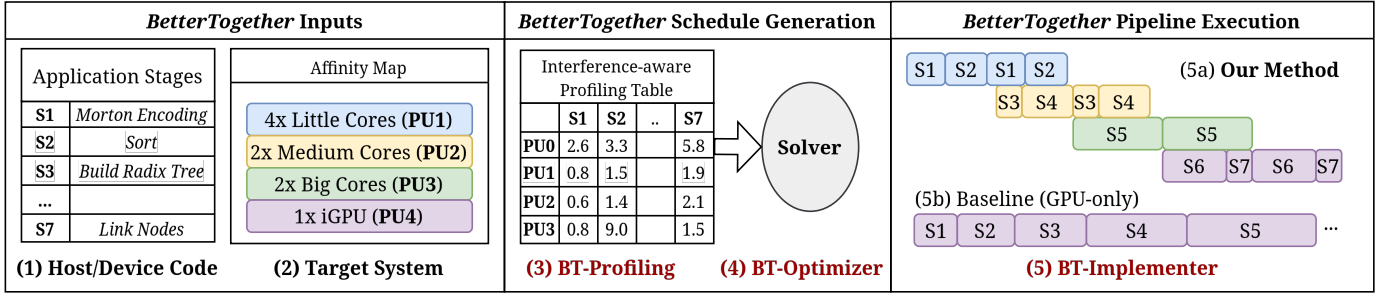 BetterTogether Inputs
Application Stages
S1 Morton Encoding
S2 Sort
S3 Build Radix Tree
...
S7 Link Nodes
(1) Host/Device Code
Affinity Map
4x Little Cores (PU1)
2x Medium Cores (PU2)
2x Big Cores (PU3)
1x iGPU (PU4)
(2) Target System
BetterTogether Schedule Generation
Interference-aware
Profiling Table
S1 S2 .. S7
PU0 2.6 3.3 5.8
PU1 0.8 1.5 1.9
PU2 0.6 1.4 2.1
PU3 0.8 9.0 1.5
Solver
(3) BT-Profiling
(4) BT-Optimizer
BetterTogether Pipeline Execution
S1 S2 S1 S2
(5a) Our Method
S3 S4 S3 S4
S5 S5
S6 S7 S6 S7
(5b) Baseline (GPU-only)
S1 S2 S3 S4 S5 ...
(5) BT-Implementer